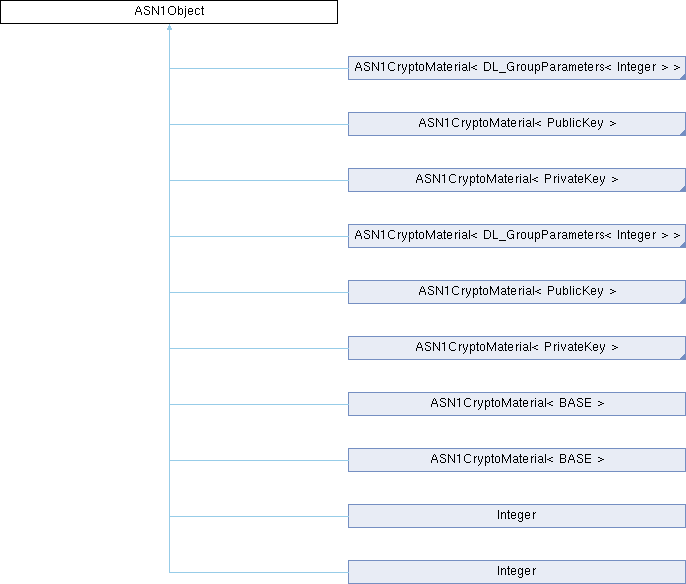 ASN1Object
ASN1CryptoMaterial< DL_GroupParameters< Integer > >
ASN1CryptoMaterial< PublicKey >
ASN1CryptoMaterial< PrivateKey >
ASN1CryptoMaterial< DL_GroupParameters< Integer > >
ASN1CryptoMaterial< PublicKey >
ASN1CryptoMaterial< PrivateKey >
ASN1CryptoMaterial< BASE >
ASN1CryptoMaterial< BASE >
Integer
Integer